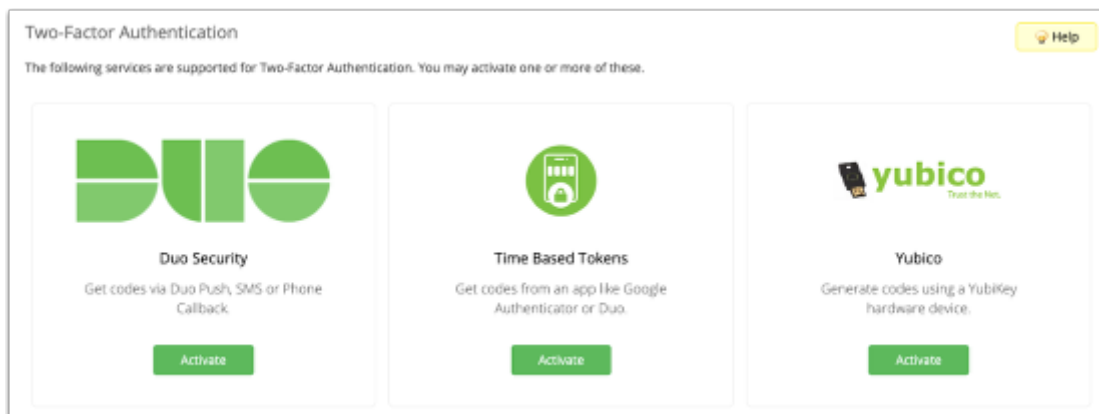 Two-Factor Authentication
Help
The following services are supported for Two-Factor Authentication. You may activate one or more of these.
DUO
yubico
Trust the Net.
Duo Security
Time Based Tokens
Yubico
Get codes via Duo Push, SMS or Phone
Callback.
Get codes from an app like Google
Authenticator or Duo.
Generate codes using a YubiKey
hardware device.
Activate
Activate
Activate